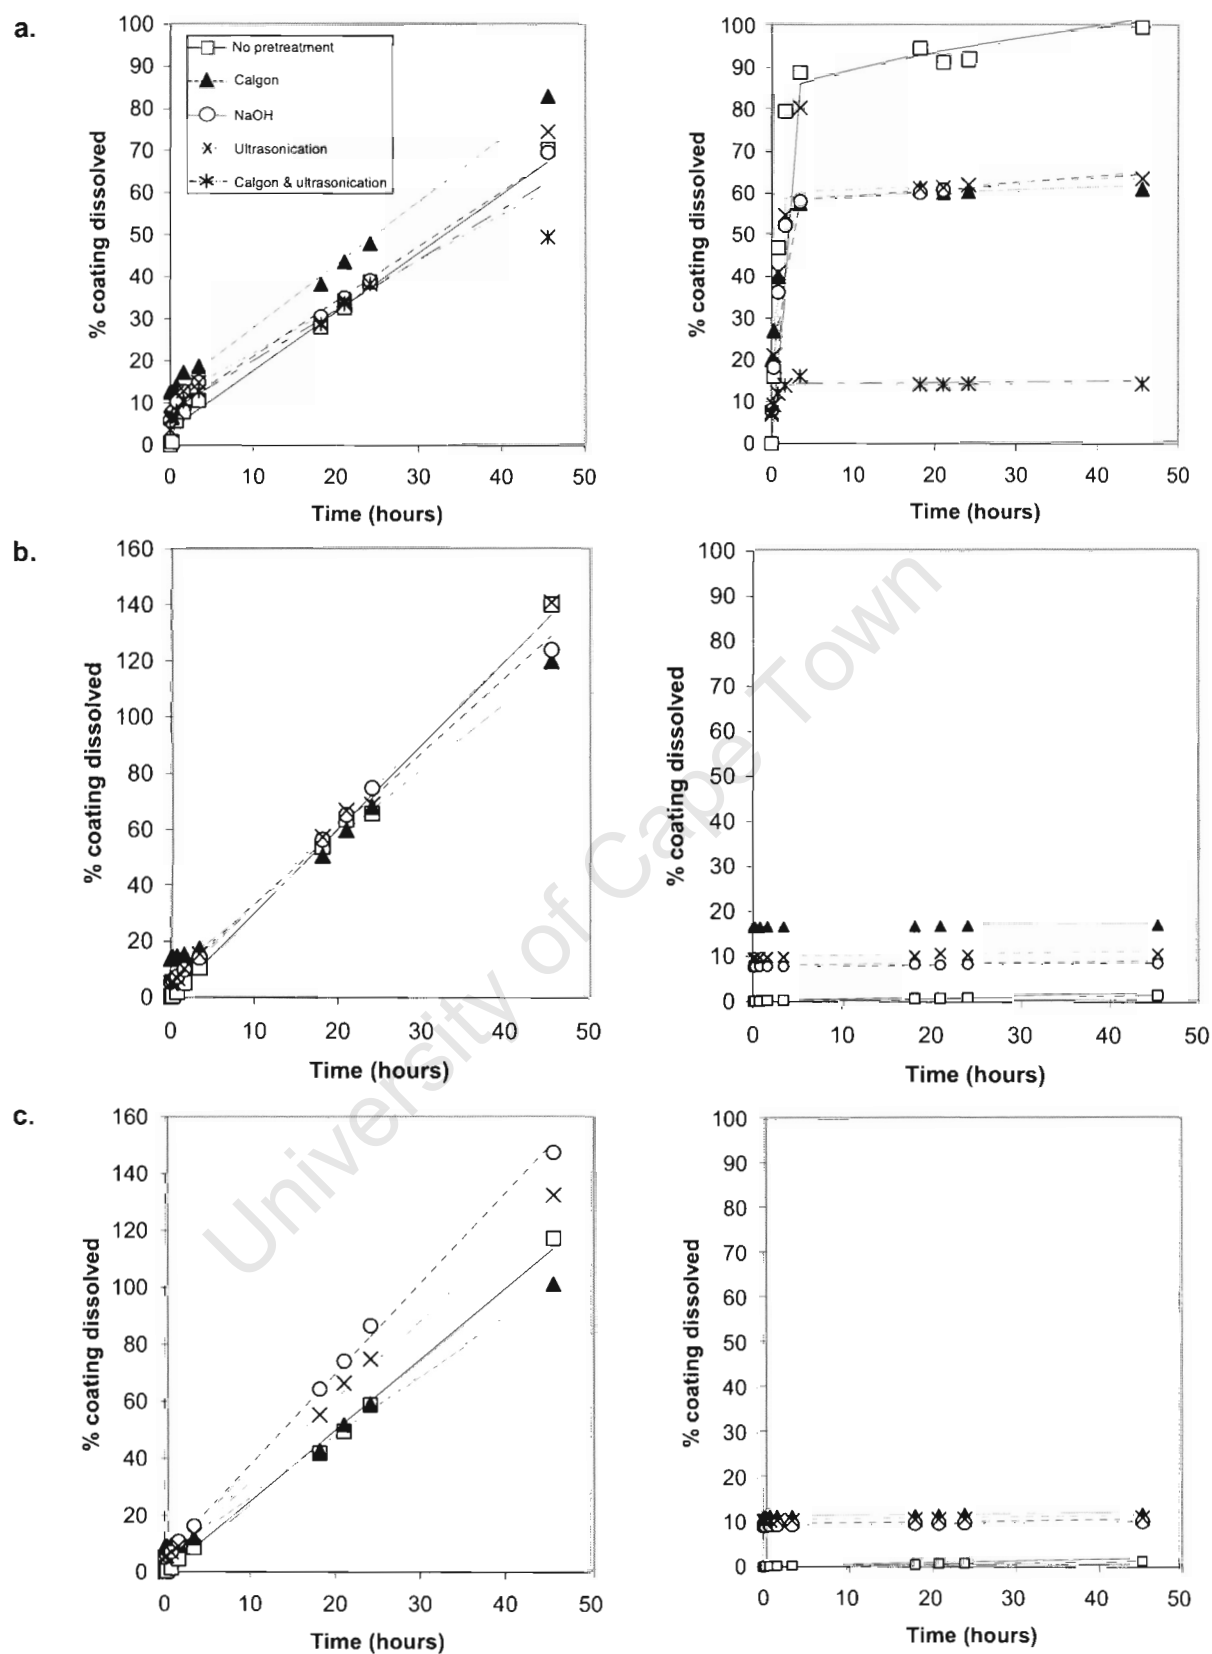 a.
100
90
80
70
60
50
40
30
20
10
0
% coating dissolved
No pretreatment
Calgon
NaOH
Ultrasonication
Calgon & ultrasonication
0 10 20 30 40 50
Time (hours)
100
90
80
70
60
50
40
30
20
10
0
% coating dissolved
0 10 20 30 40 50
Time (hours)
b.
160
140
120
100
80
60
40
20
0
% coating dissolved
0 10 20 30 40 50
Time (hours)
100
90
80
70
60
50
40
30
20
10
0
% coating dissolved
0 10 20 30 40 50
Time (hours)
c.
160
140
120
100
80
60
40
20
0
% coating dissolved
0 10 20 30 40 50
Time (hours)
100
90
80
70
60
50
40
30
20
10
0
% coating dissolved
0 10 20 30 40 50
Time (hours)
University of Cape Town